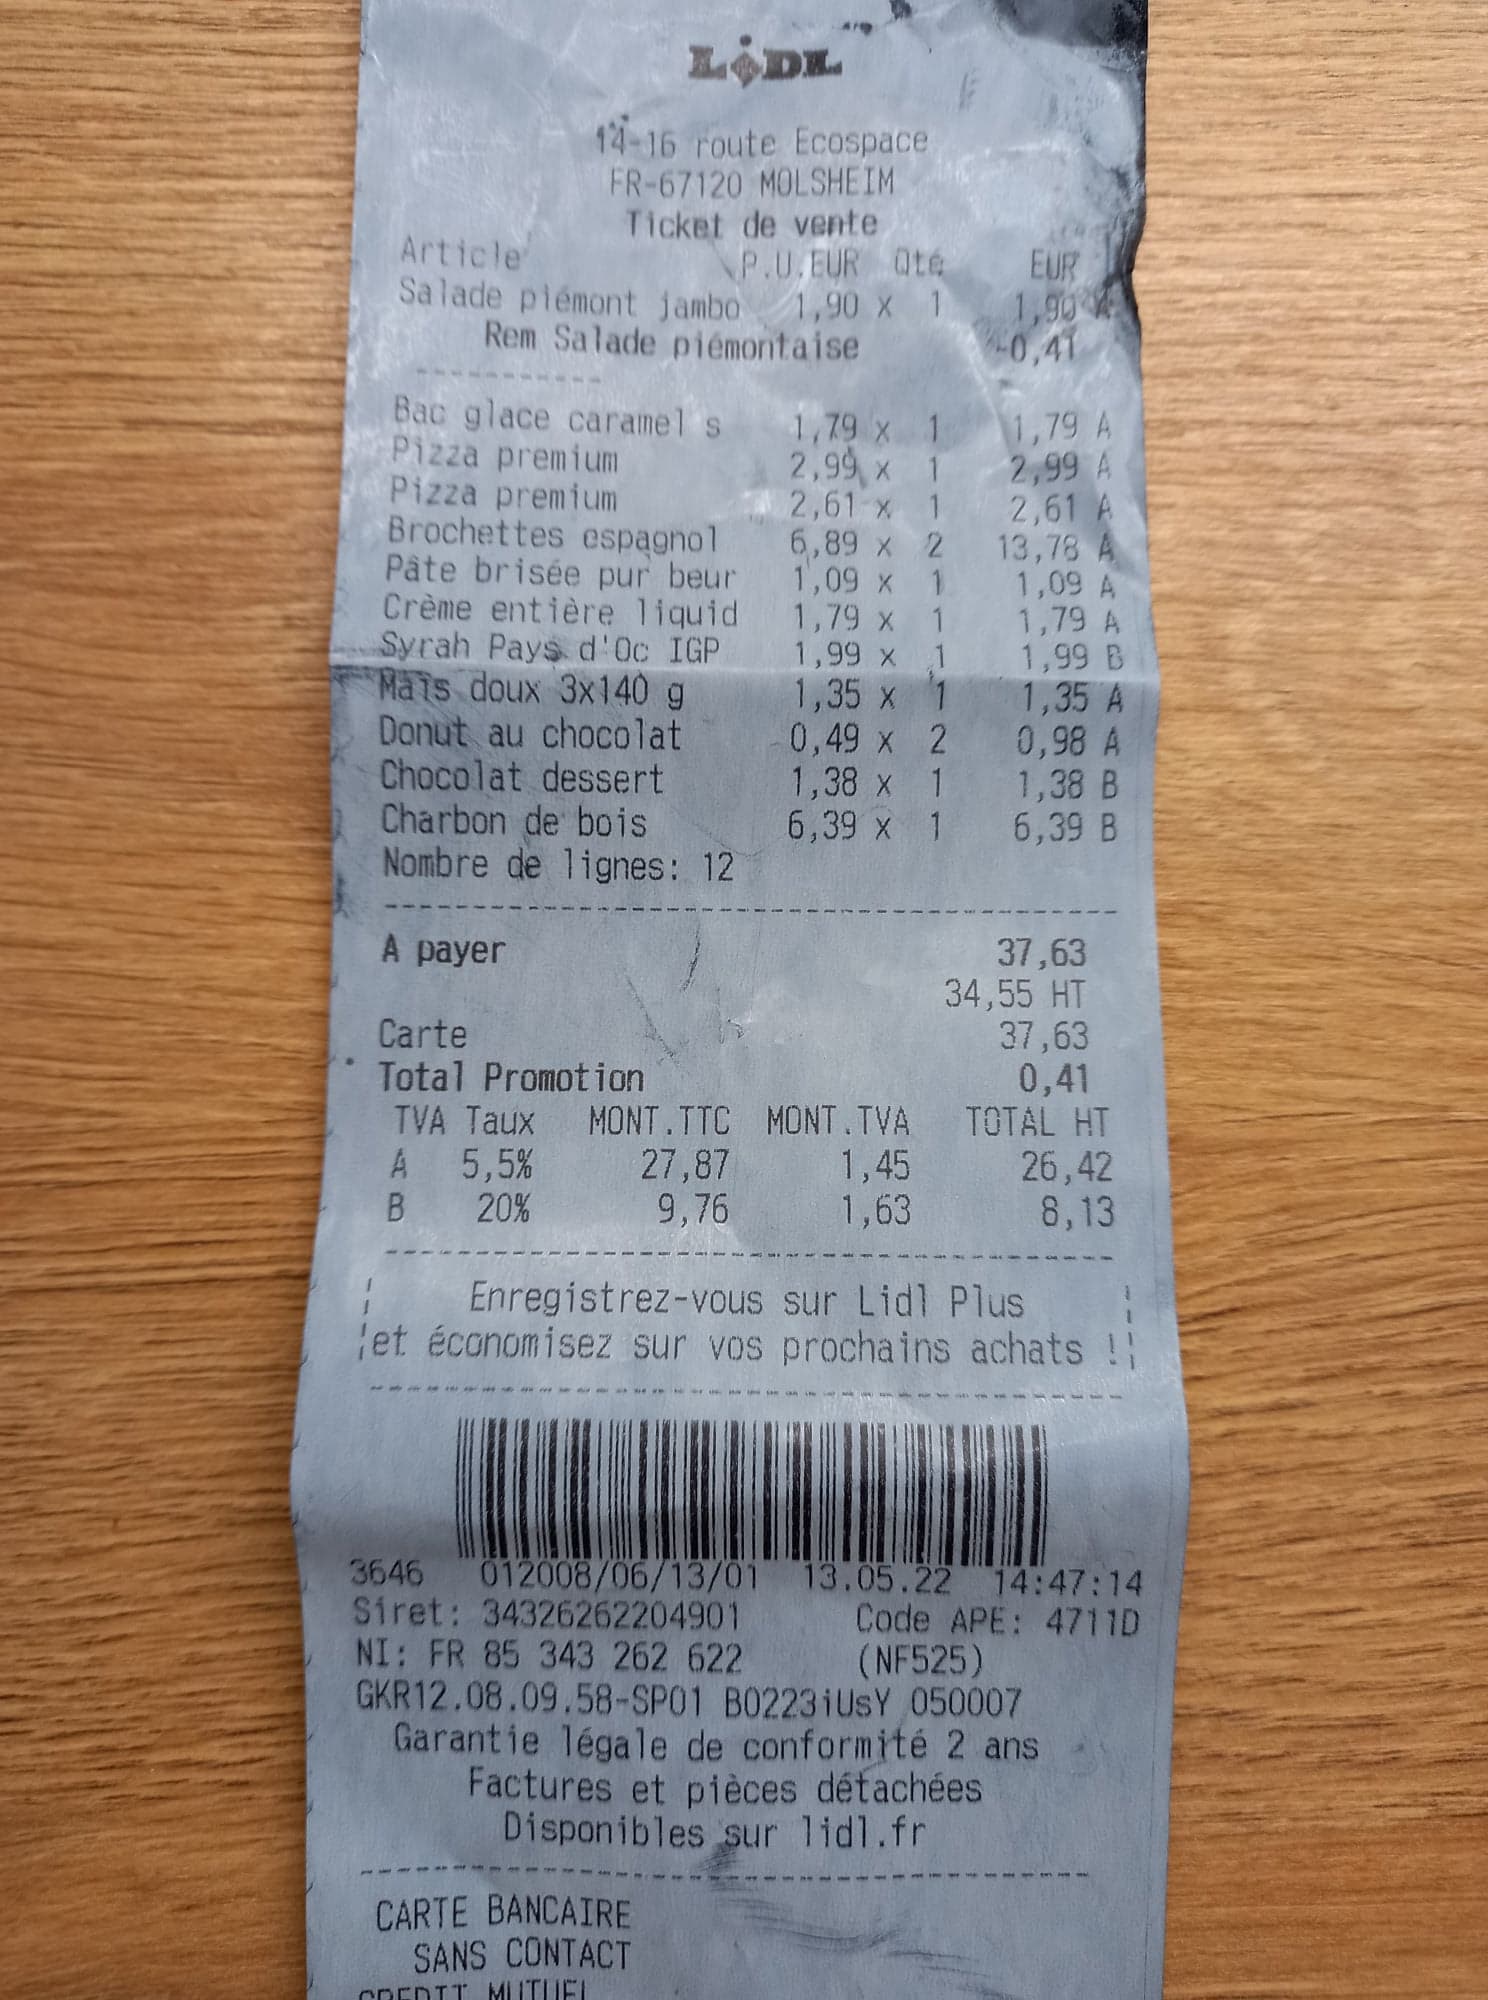 LiDL
14-16 route Ecospace
FR-67120 MOLSHEIM
Ticket de vente
Article P.U.EUR Qté EUR
Salade piémont jambo 1,90 x 1 1,90 A
Rem Salade piémontaise -0,41
-----------
Bac glace caramel s 1,79 x 1 1,79 A
Pizza premium 2,99 x 1 2,99 A
Pizza premium 2,61 x 1 2,61 A
Brochettes espagnol 6,89 x 2 13,78 A
Pâte brisée pur beur 1,09 x 1 1,09 A
Crème entière liquid 1,79 x 1 1,79 A
Syrah Pays d'Oc IGP 1,99 x 1 1,99 B
Maïs doux 3x140 g 1,35 x 1 1,35 A
Donut au chocolat 0,49 x 2 0,98 A
Chocolat dessert 1,38 x 1 1,38 B
Charbon de bois 6,39 x 1 6,39 B
Nombre de lignes: 12
A payer 37,63
34,55 HT
Carte 37,63
Total Promotion 0,41
TVA Taux MONT.TTC MONT.TVA TOTAL HT
A 5,5% 27,87 1,45 26,42
B 20% 9,76 1,63 8,13
Enregistrez-vous sur Lidl Plus
et économisez sur vos prochains achats !
3646 012008/06/13/01 13.05.22 14:47:14
Siret: 34326262204901 Code APE: 4711D
NI: FR 85 343 262 622 (NF525)
GKR12.08.09.58-SP01 B0223iUsY 050007
Garantie légale de conformité 2 ans
Factures et pièces détachées
Disponibles sur lidl.fr
CARTE BANCAIRE
SANS CONTACT
CREDIT MUTUEL